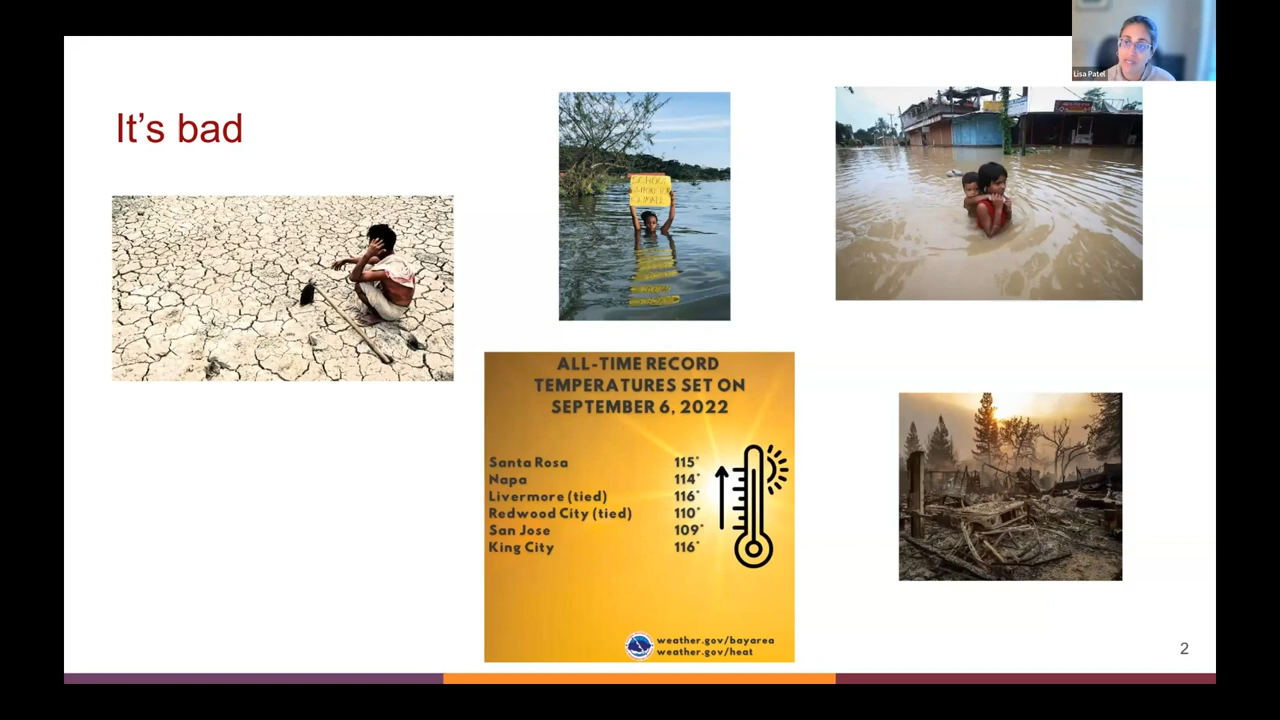 Lisa Patel
It's bad
SCHOOL
ALL-TIME RECORD
TEMPERATURES SET ON
SEPTEMBER 6, 2022
Santa Rosa 115°
Napa 114°
Livermore (tied) 116°
Redwood City (tied) 110°
San Jose 109°
King City 116°
weather.gov/bayarea
weather.gov/heat
2